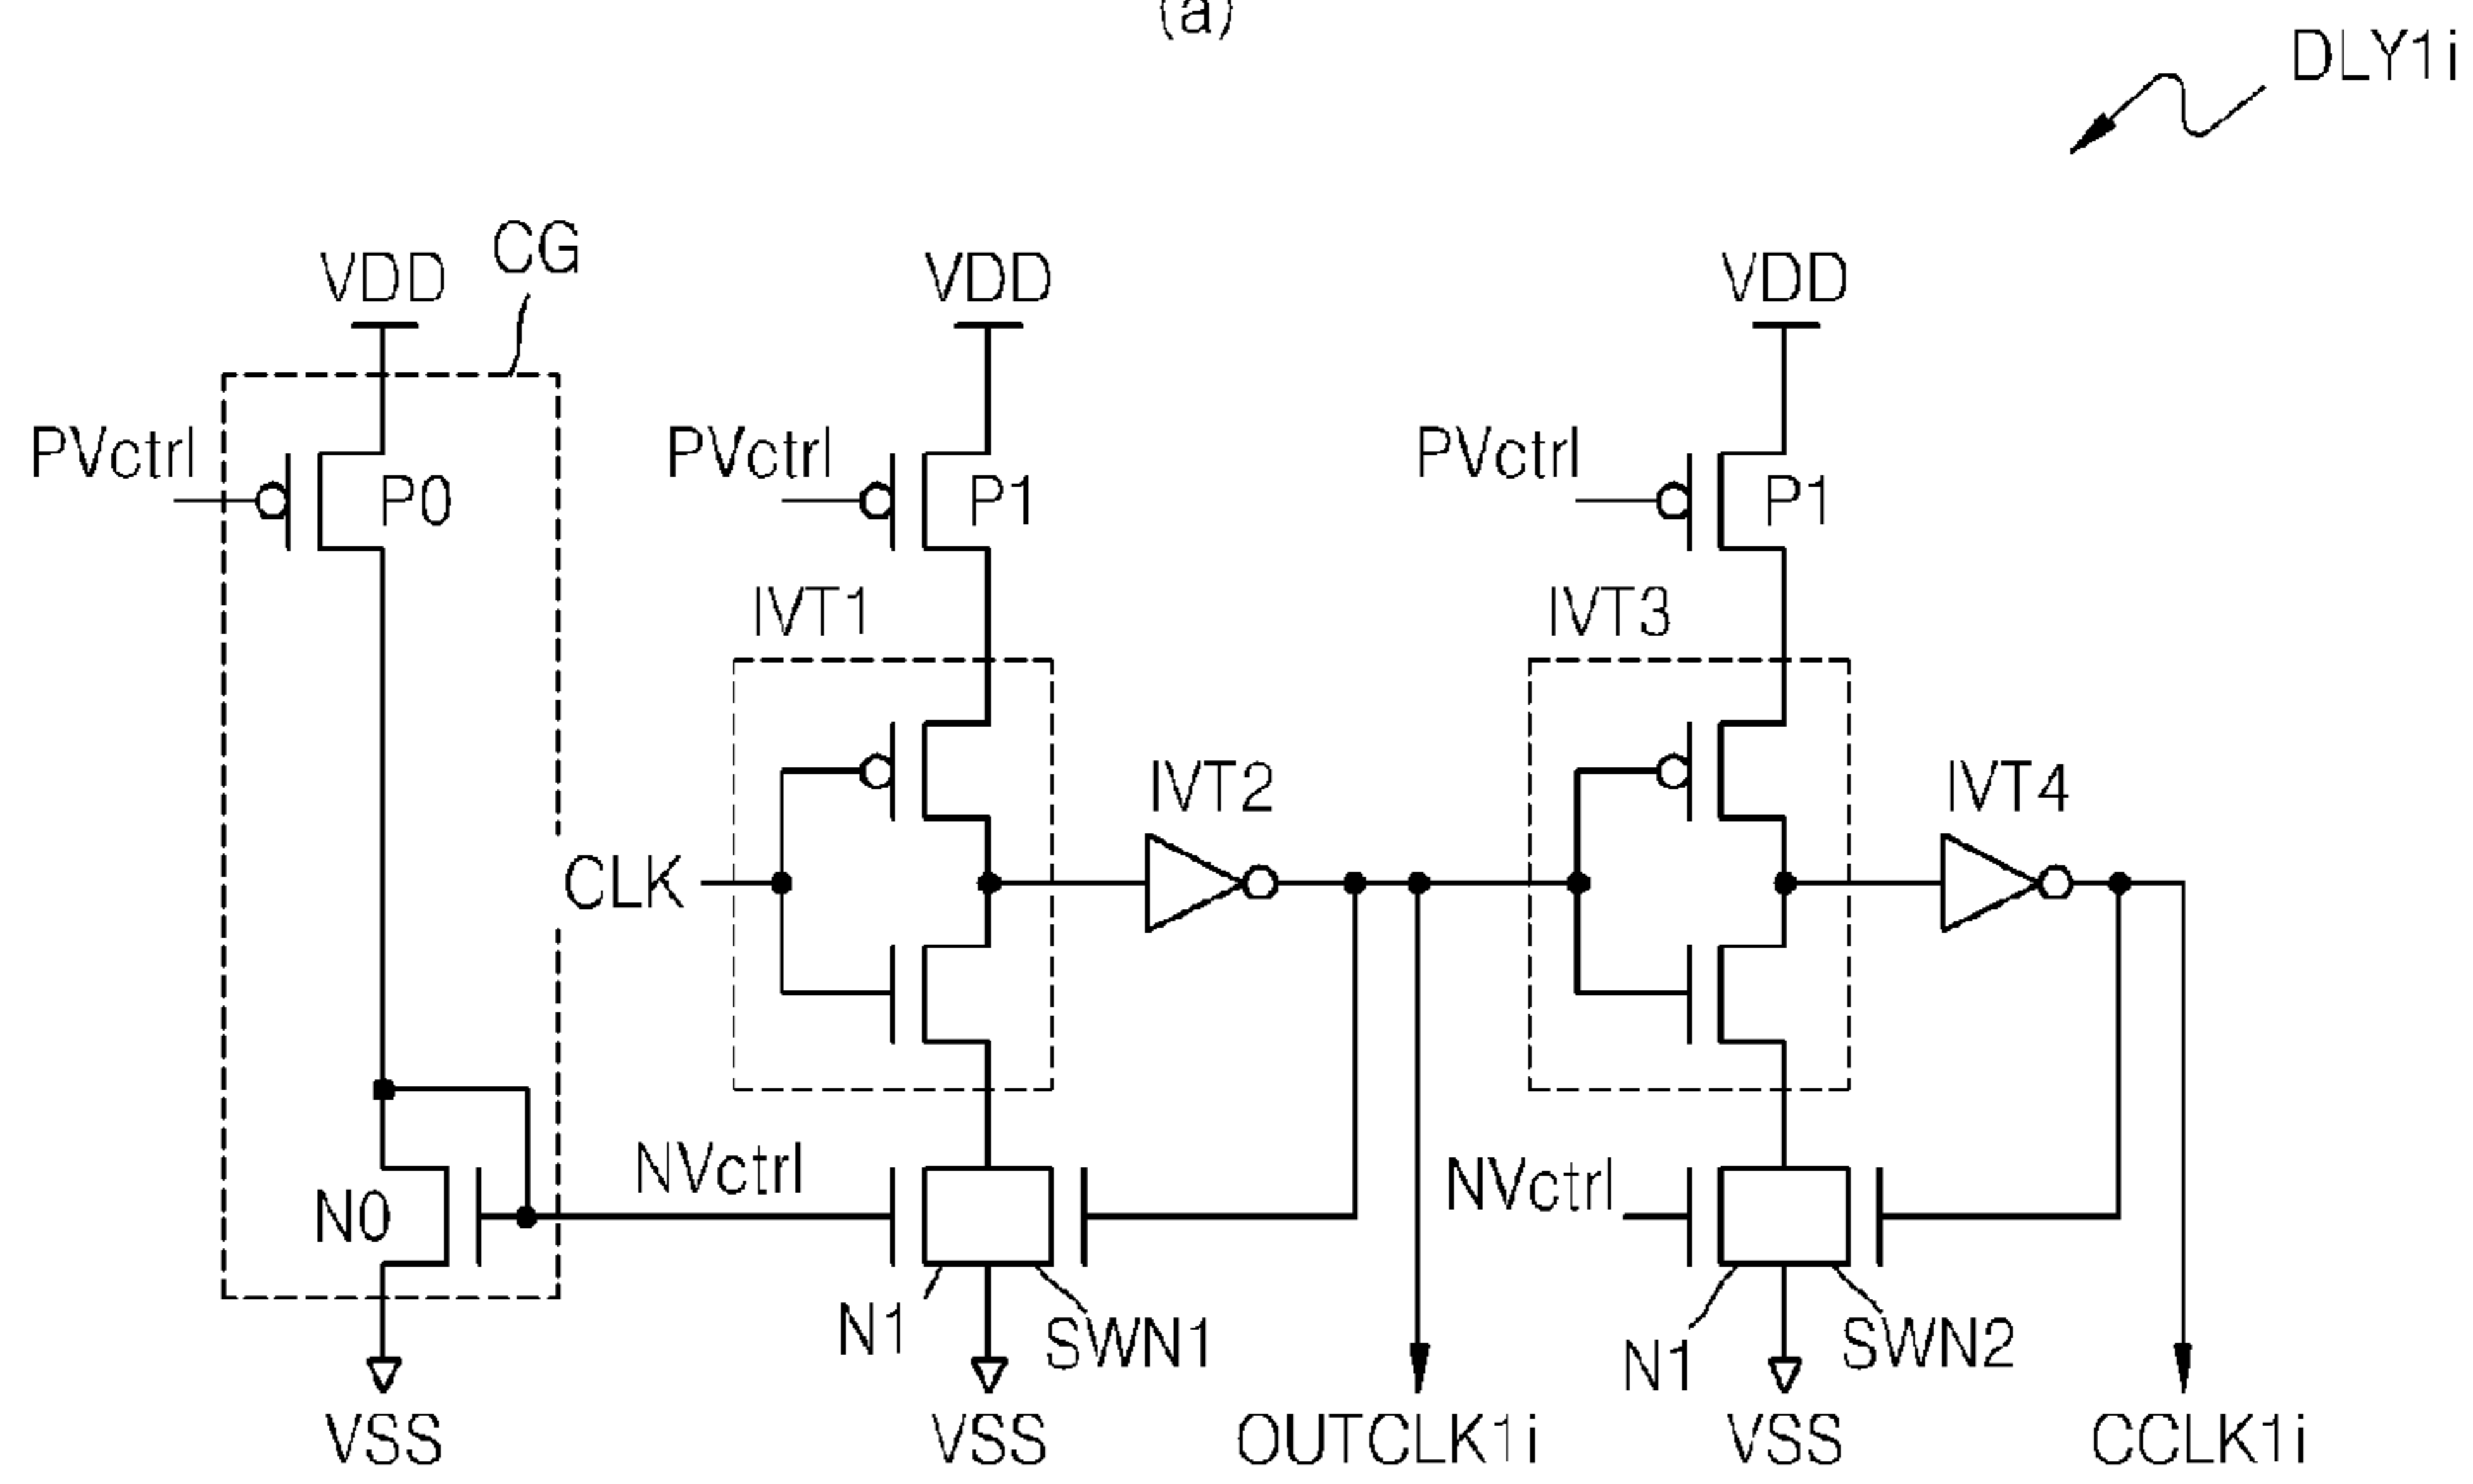 (a)
DLY1i
CG
VDD
VDD
VDD
PVctrl
P0
PVctrl
P1
PVctrl
P1
IVT1
IVT3
IVT2
IVT4
CLK
NVctrl
NVctrl
N0
N1
SWN1
N1
SWN2
VSS
VSS
OUTCLK1i
VSS
CCLK1i